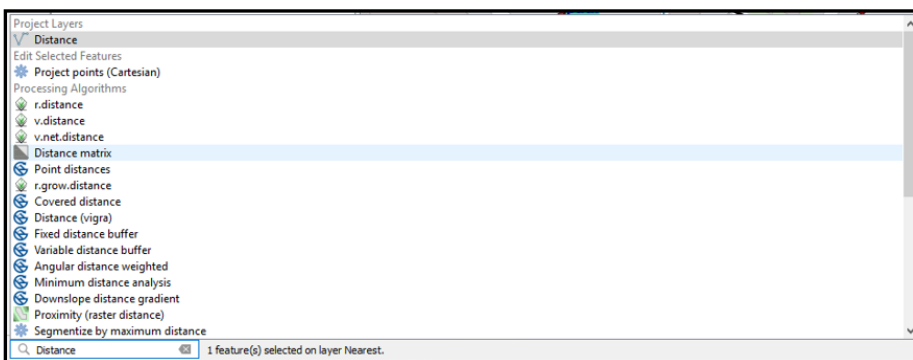 Project Layers
Distance
Edit Selected Features
Project points (Cartesian)
Processing Algorithms
r.distance
v.distance
v.net.distance
Distance matrix
Point distances
r.grow.distance
Covered distance
Distance (vigra)
Fixed distance buffer
Variable distance buffer
Angular distance weighted
Minimum distance analysis
Downslope distance gradient
Proximity (raster distance)
Segmentize by maximum distance
Distance 1 feature(s) selected on layer Nearest.